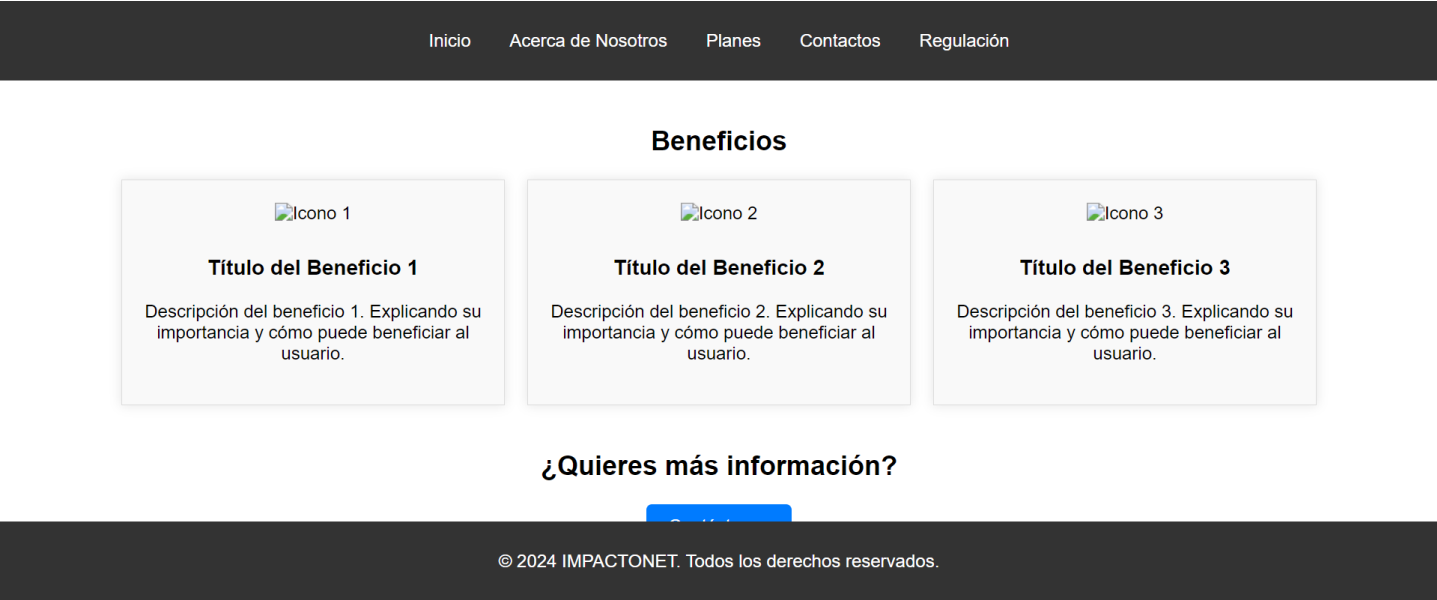 Inicio Acerca de Nosotros Planes Contactos Regulación
Beneficios
Icono 1
Icono 2
Icono 3
Título del Beneficio 1
Título del Beneficio 2
Título del Beneficio 3
Descripción del beneficio 1. Explicando su
importancia y cómo puede beneficiar al
usuario.
Descripción del beneficio 2. Explicando su
importancia y cómo puede beneficiar al
usuario.
Descripción del beneficio 3. Explicando su
importancia y cómo puede beneficiar al
usuario.
¿Quieres más información?
© 2024 IMPACTONET. Todos los derechos reservados.